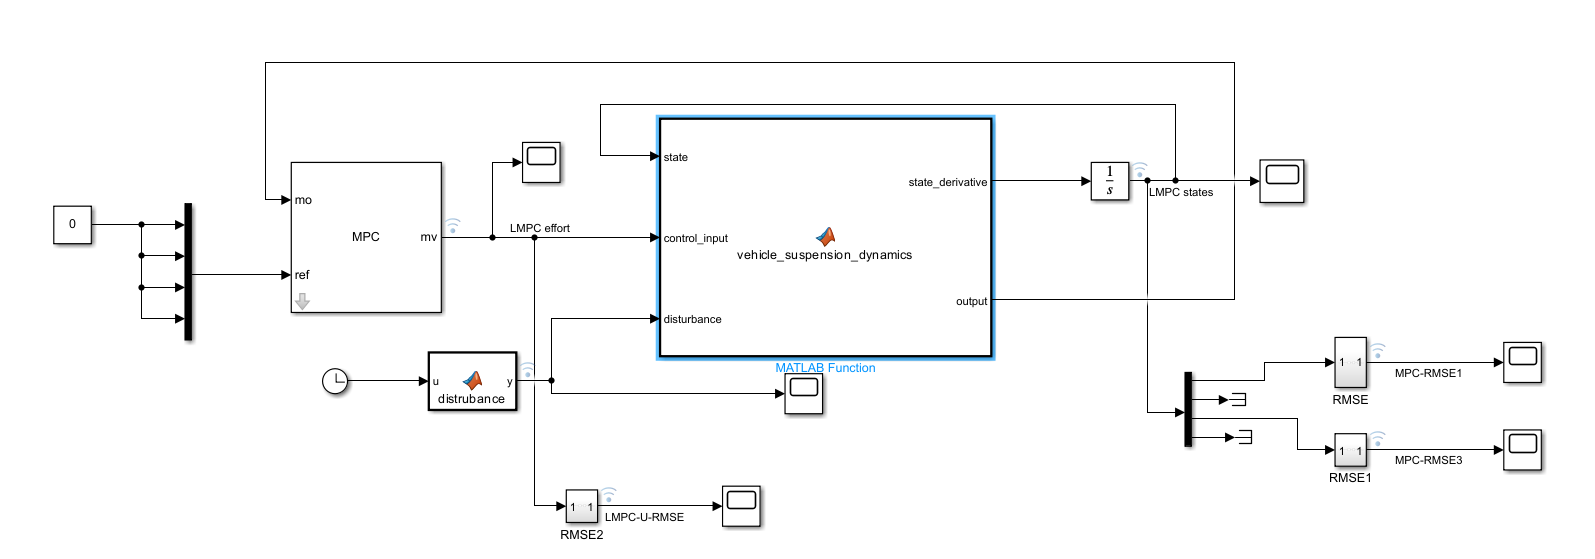 state
mo
state_derivative
1
s
LMPC states
0
MPC
mv
LMPC effort
control_input
vehicle_suspension_dynamics
ref
output
disturbance
MATLAB Function
u
y
distrubance
1 1
MPC-RMSE1
RMSE
1 1
MPC-RMSE3
RMSE1
1 1
LMPC-U-RMSE
RMSE2